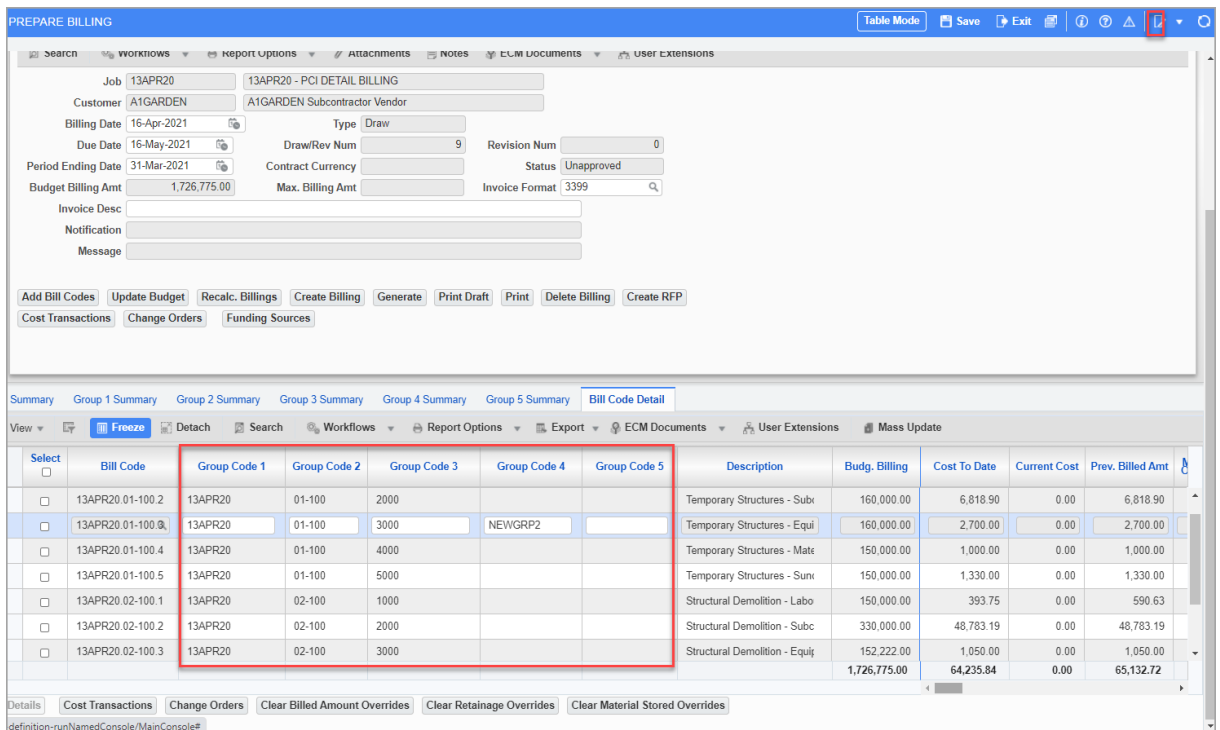 PREPARE BILLING Table Mode Save Exit
Search Workflows Report Options Attachments Notes ECM Documents User Extensions
Job 13APR20 13APR20 - PCI DETAIL BILLING
Customer A1GARDEN A1GARDEN Subcontractor Vendor
Billing Date 16-Apr-2021 Type Draw
Due Date 16-May-2021 Draw/Rev Num 9 Revision Num 0
Period Ending Date 31-Mar-2021 Contract Currency Status Unapproved
Budget Billing Amt 1,726,775.00 Max. Billing Amt Invoice Format 3399
Invoice Desc
Notification
Message
Add Bill Codes Update Budget Recalc. Billings Create Billing Generate Print Draft Print Delete Billing Create RFP
Cost Transactions Change Orders Funding Sources
Summary Group 1 Summary Group 2 Summary Group 3 Summary Group 4 Summary Group 5 Summary Bill Code Detail
View Freeze Detach Search Workflows Report Options Export ECM Documents User Extensions Mass Update
Select Bill Code Group Code 1 Group Code 2 Group Code 3 Group Code 4 Group Code 5 Description Budg. Billing Cost To Date Current Cost Prev. Billed Amt
13APR20.01-100.2 13APR20 01-100 2000 Temporary Structures - Subc 160,000.00 6,818.90 0.00 6,818.90
13APR20.01-100.3 13APR20 01-100 3000 NEWGRP2 Temporary Structures - Equi 160,000.00 2,700.00 0.00 2,700.00
13APR20.01-100.4 13APR20 01-100 4000 Temporary Structures - Mate 150,000.00 1,000.00 0.00 1,000.00
13APR20.01-100.5 13APR20 01-100 5000 Temporary Structures - Sund 150,000.00 1,330.00 0.00 1,330.00
13APR20.02-100.1 13APR20 02-100 1000 Structural Demolition - Labo 150,000.00 393.75 0.00 590.63
13APR20.02-100.2 13APR20 02-100 2000 Structural Demolition - Subc 330,000.00 48,783.19 0.00 48,783.19
13APR20.02-100.3 13APR20 02-100 3000 Structural Demolition - Equip 152,222.00 1,050.00 0.00 1,050.00
1,726,775.00 64,235.84 0.00 65,132.72
Details Cost Transactions Change Orders Clear Billed Amount Overrides Clear Retainage Overrides Clear Material Stored Overrides
definition-runNamedConsole/MainConsole#